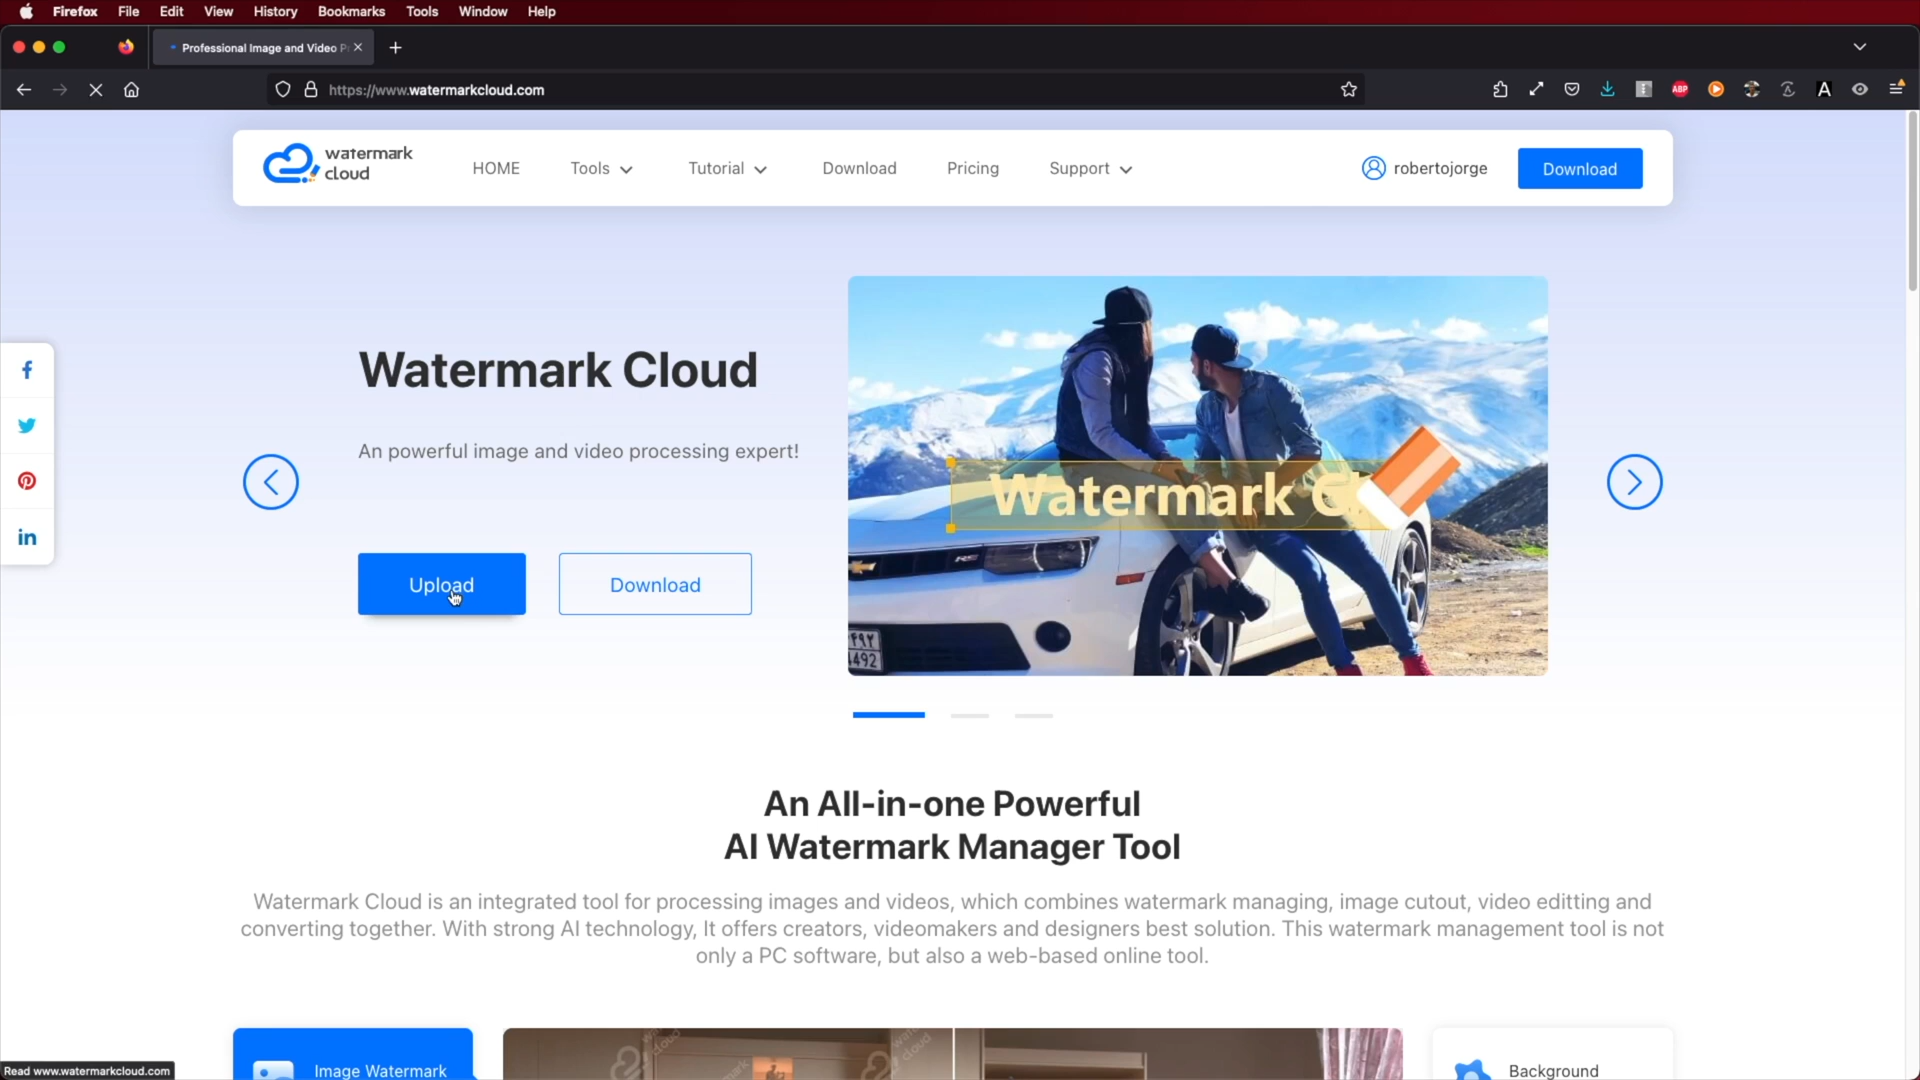 Firefox File Edit View History Bookmarks Tools Window Help
Professional Image and Video P
https://www.watermarkcloud.com
ABP
A
watermark
cloud
HOME Tools Tutorial Download Pricing Support robertojorge Download
Watermark Cloud
An powerful image and video processing expert!
Upload Download
Watermark Cl
RS
492
f
in
An All-in-one Powerful
AI Watermark Manager Tool
Watermark Cloud is an integrated tool for processing images and videos, which combines watermark managing, image cutout, video editting and
converting together. With strong AI technology, It offers creators, videomakers and designers best solution. This watermark management tool is not
only a PC software, but also a web-based online tool.
Image Watermark
Background
Read www.watermarkcloud.com